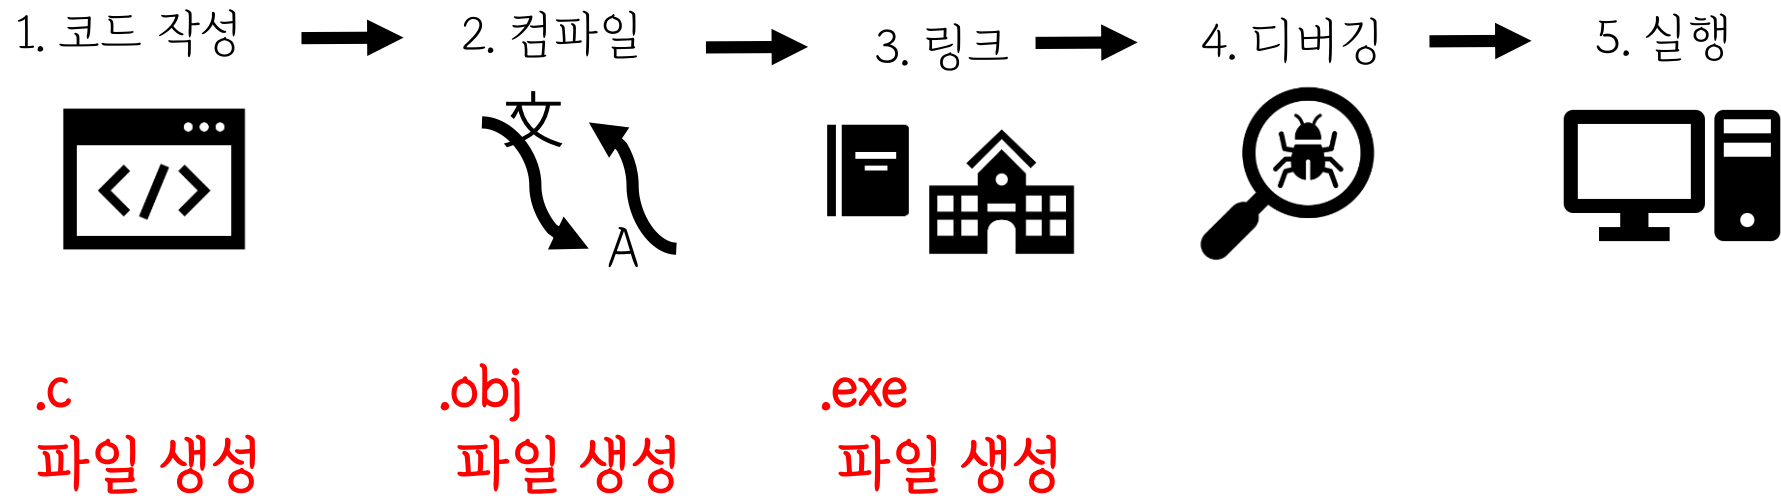 1. 코드 작성
2. 컴파일
3. 링크
4. 디버깅
5. 실행
</>
文
A
.c
파일 생성
.obj
파일 생성
.exe
파일 생성